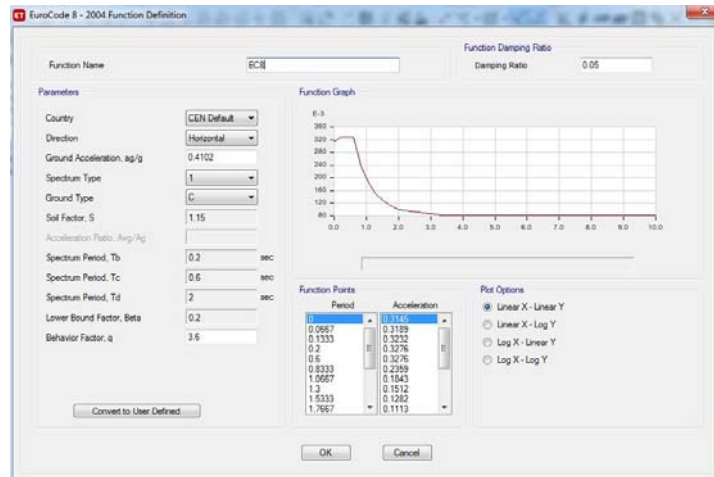 EuroCode 8 - 2004 Function Definition
Function Name
EC8
Function Damping Ratio
Damping Ratio
0.05
Parameters
Country
CEN Default
Direction
Horizontal
Ground Acceleration, ag/g
0.4102
Spectrum Type
1
Ground Type
C
Soil Factor, S
1.15
Acceleration Ratio, Avg/Ag
Spectrum Period, Tb
0.2
sec
Spectrum Period, Tc
0.6
sec
Spectrum Period, Td
2
sec
Lower Bound Factor, Beta
0.2
Behavior Factor, q
3.6
Convert to User Defined
Function Graph
E-3
360
320
280
240
200
160
120
80
0.0 1.0 2.0 3.0 4.0 5.0 6.0 7.0 8.0 9.0 10.0
Function Points
Period Acceleration
0 0.3145
0.0667 0.3189
0.1333 0.3232
0.2 0.3276
0.6 0.3276
0.8333 0.2359
1.0667 0.1843
1.3 0.1512
1.5333 0.1282
1.7667 0.1113
Plot Options
Linear X - Linear Y
Linear X - Log Y
Log X - Linear Y
Log X - Log Y
OK
Cancel